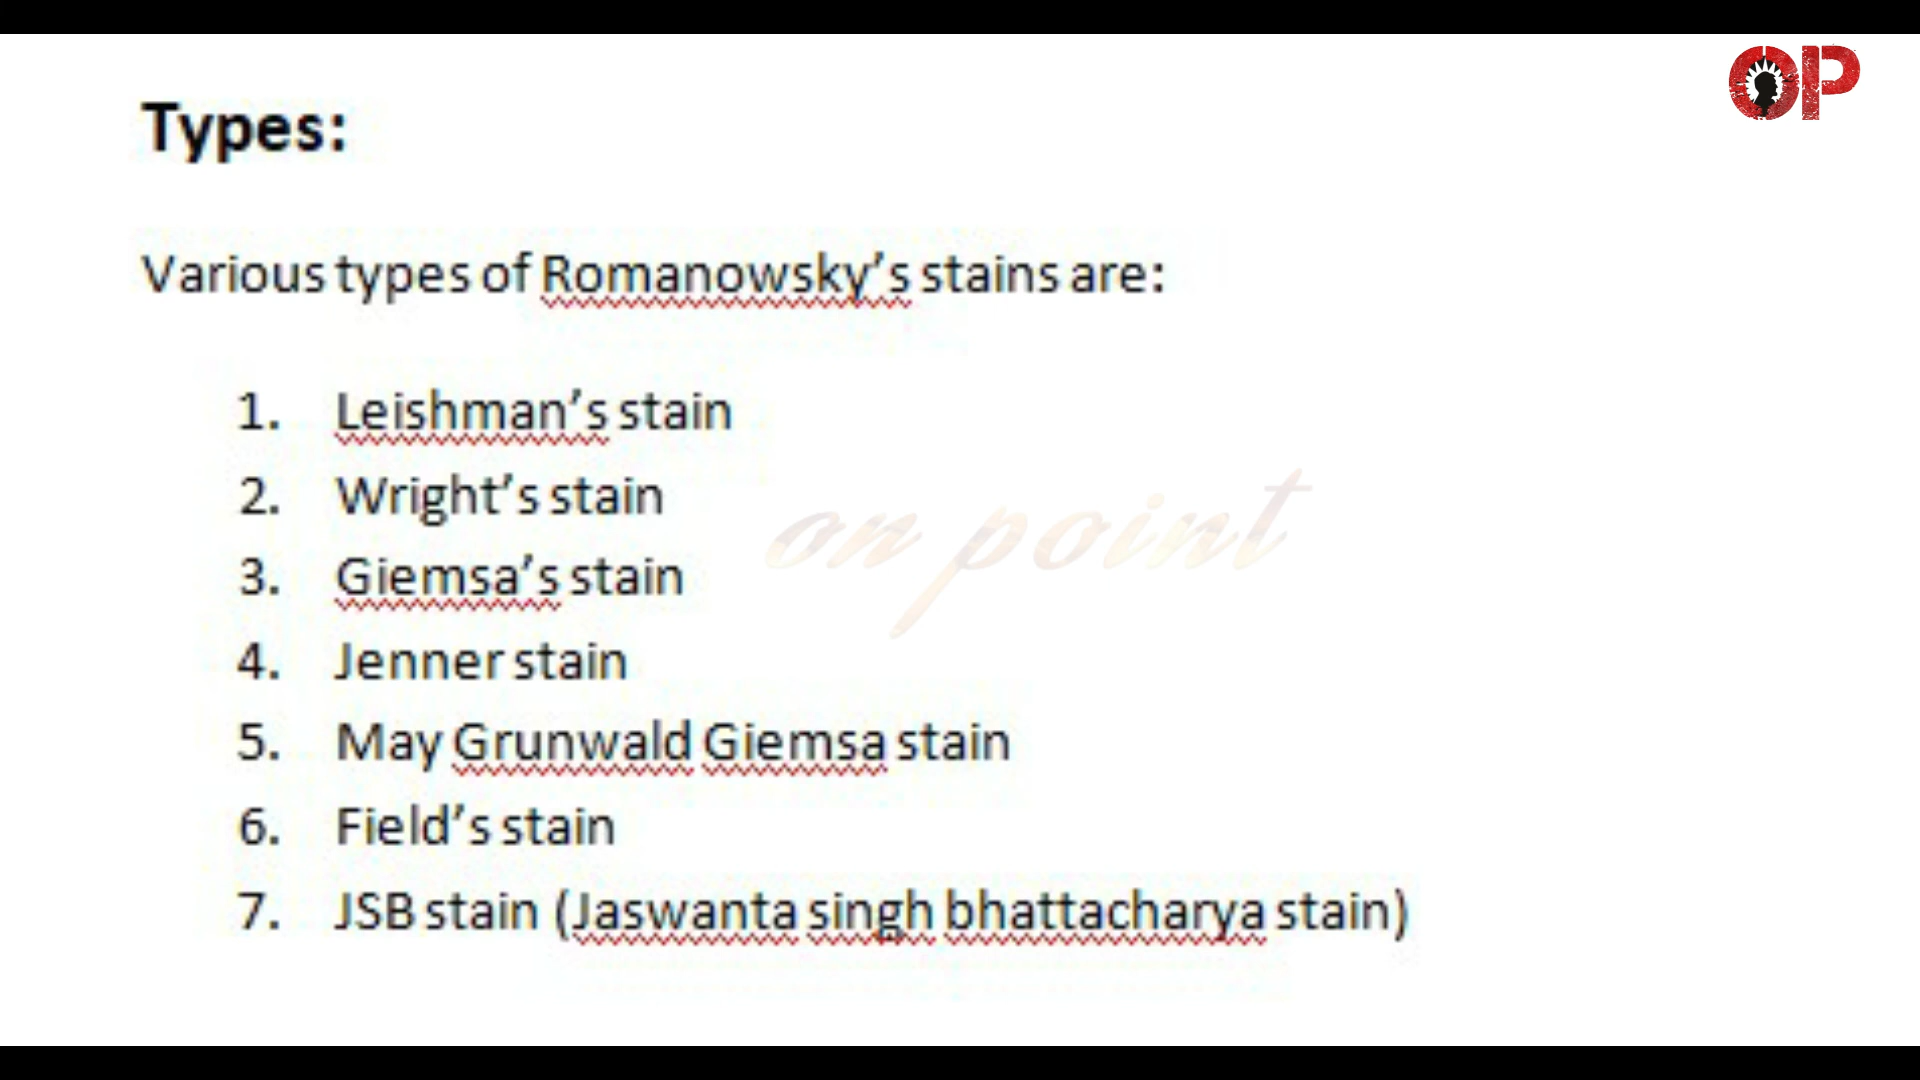 OP
Types:
Various types of Romanowsky's stains are:
1. Leishman's stain
2. Wright's stain
3. Giemsa's stain
4. Jenner stain
5. May Grunwald Giemsa stain
6. Field's stain
7. JSB stain (Jaswanta singh bhattacharya stain)
on point